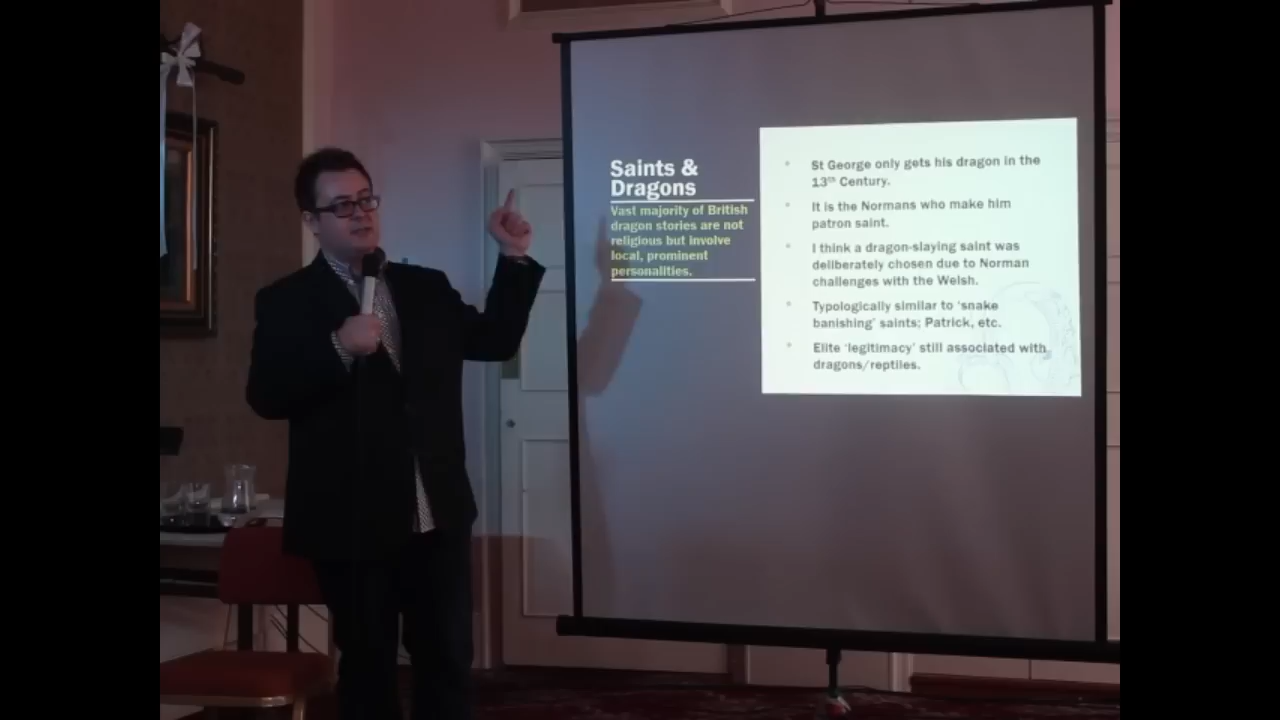 Saints &
Dragons
Vast majority of British
dragon stories are not
religious but involve
local, prominent
personalities.
St George only gets his dragon in the
13th Century.
It is the Normans who make him
patron saint.
I think a dragon-slaying saint was
deliberately chosen due to Norman
challenges with the Welsh.
Typologically similar to ‘snake
banishing’ saints; Patrick, etc.
Elite ‘legitimacy’ still associated with
dragons/reptiles.